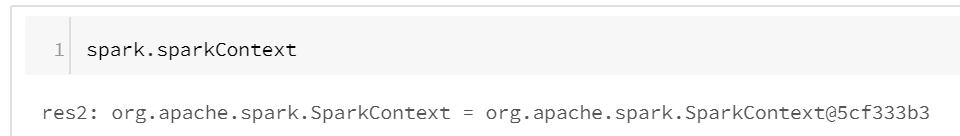 1 spark.sparkContext
res2: org.apache.spark.SparkContext = org.apache.spark.SparkContext@5cf333b3